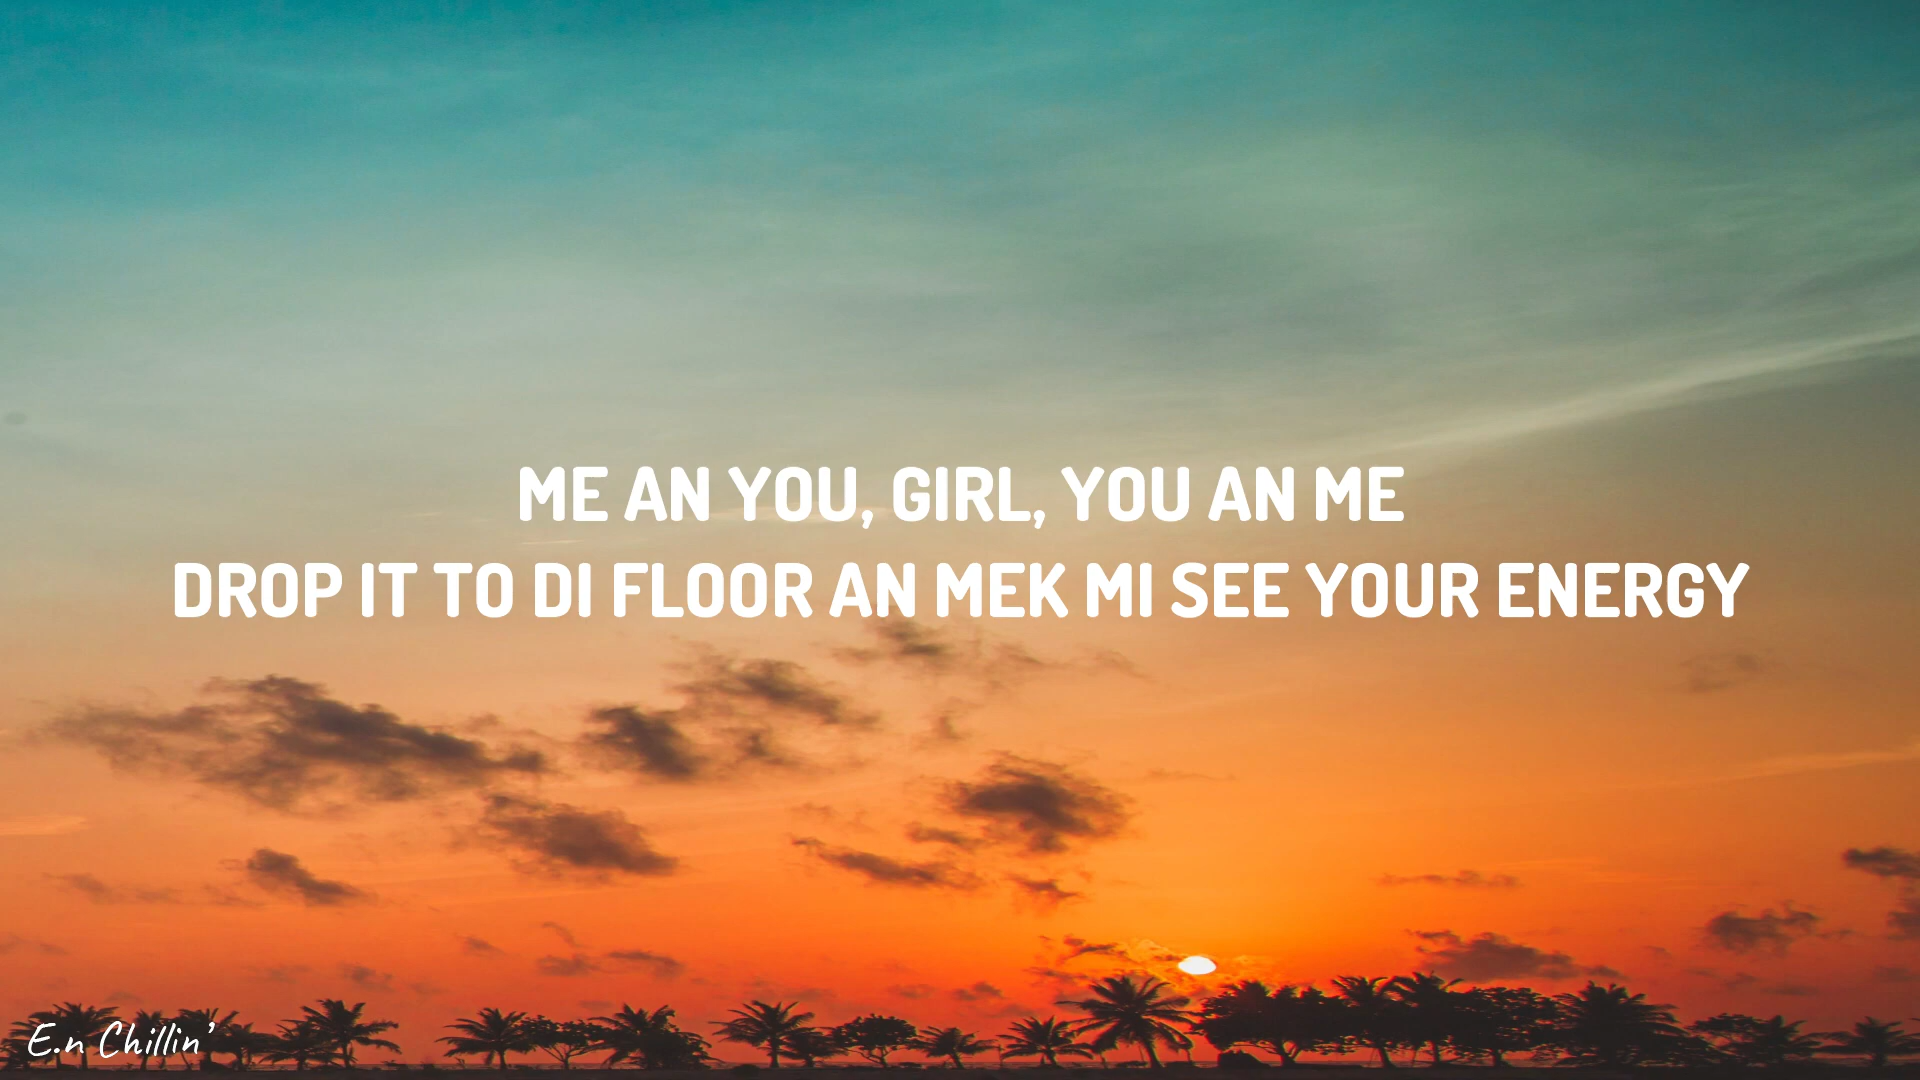 ME AN YOU, GIRL, YOU AN ME
DROP IT TO DI FLOOR AN MEK MI SEE YOUR ENERGY
E.n Chillin'